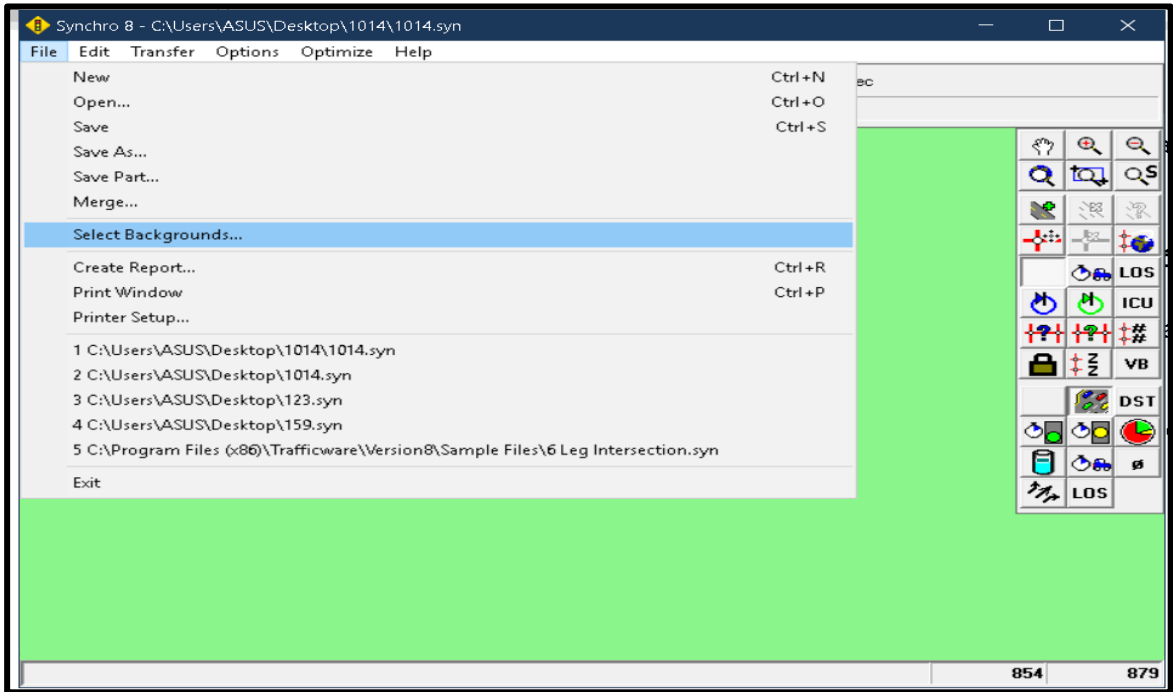 Synchro 8 - C:\Users\ASUS\Desktop\1014\1014.syn
File Edit Transfer Options Optimize Help
New Ctrl+N
ec
Open... Ctrl+O
Save Ctrl+S
Save As...
Save Part...
Merge...
Select Backgrounds...
Create Report... Ctrl+R
Print Window Ctrl+P
Printer Setup...
1 C:\Users\ASUS\Desktop\1014\1014.syn
2 C:\Users\ASUS\Desktop\1014.syn
3 C:\Users\ASUS\Desktop\123.syn
4 C:\Users\ASUS\Desktop\159.syn
5 C:\Program Files (x86)\Trafficware\Version8\Sample Files\6 Leg Intersection.syn
Exit
S
LOS
ICU
? ? #
Z Z VB
DST
ø
LOS
854 879